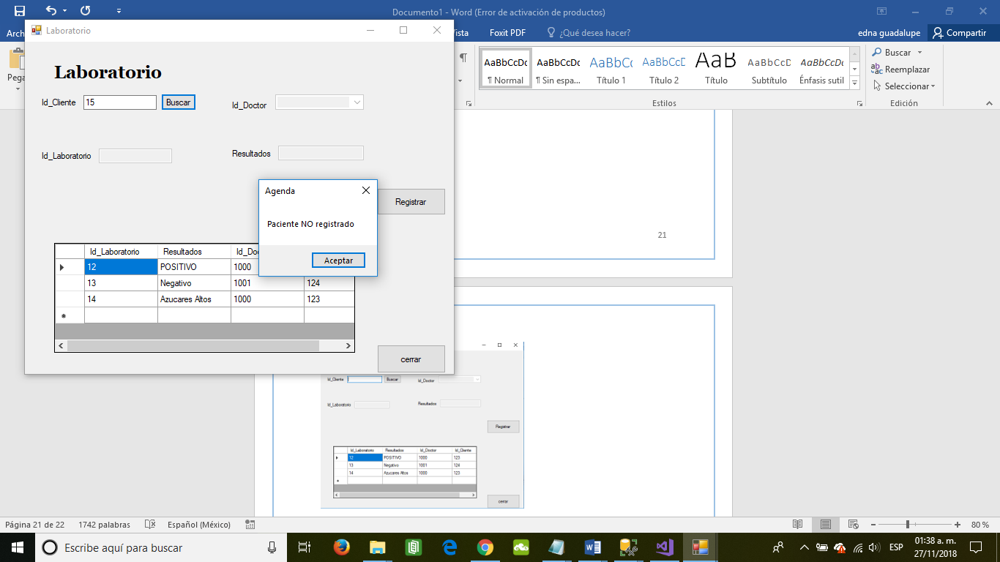 Documento1 - Word (Error de activación de productos)
Arch
Vista
Foxit PDF
¿Qué desea hacer?
edna guadalupe
Compartir
Pega
AaBbCcDc
¶ Normal
AaBbCcDc
¶ Sin espa...
AaBbCc
Título 1
AaBbCcD
Título 2
AaB
Título
AaBbCcD
Subtítulo
AaBbCcD
Énfasis sutil
Estilos
Buscar
Reemplazar
Seleccionar
Edición
Laboratorio
Laboratorio
Id_Cliente
15
Buscar
Id_Doctor
Id_Laboratorio
Resultados
Registrar
Agenda
Paciente NO registrado
Aceptar
Id_Laboratorio Resultados Id_Doc
12 POSITIVO 1000
13 Negativo 1001 124
14 Azucares Altos 1000 123
cerrar
21
Id_Cliente
Buscar
Id_Doctor
Id_Laboratorio
Resultados
Registrar
Id_Laboratorio Resultados Id_Doctor Id_Cliente
12 POSITIVO 1000 123
13 Negativo 1001 124
14 Azucares Altos 1000 123
cerrar
Página 21 de 22
1742 palabras
Español (México)
80 %
Escribe aquí para buscar
ESP
01:38 a. m.
27/11/2018